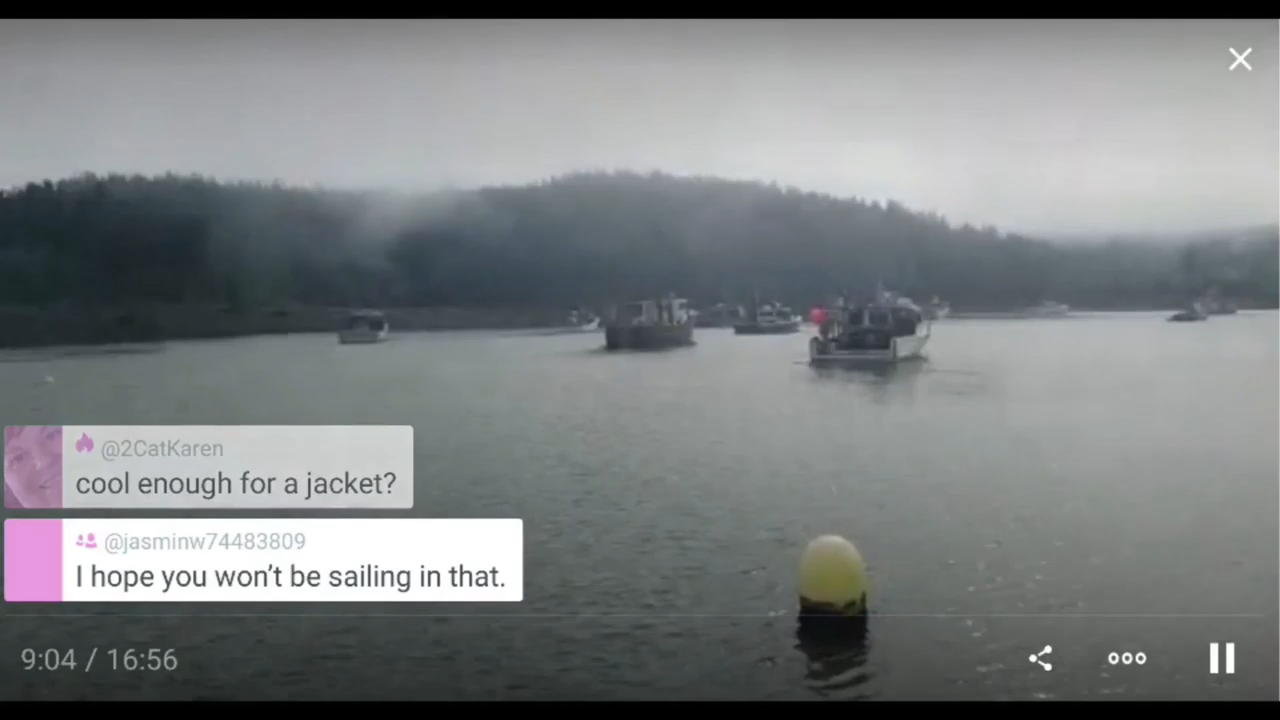 @2CatKaren
cool enough for a jacket?
@jasminw74483809
I hope you won’t be sailing in that.
9:04 / 16:56